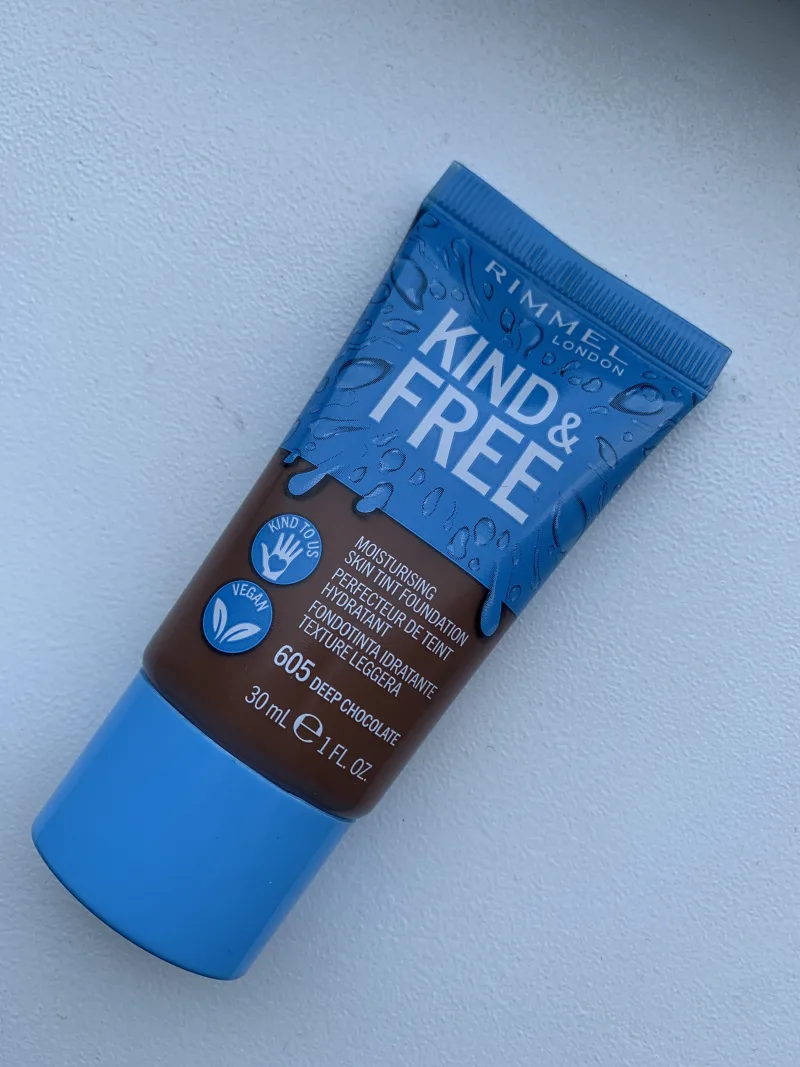 RIMMEL
LONDON
KIND &
FREE
KIND TO US
VEGAN
MOISTURISING
SKIN TINT FOUNDATION
PERFECTEUR DE TEINT
HYDRATANT
FONDOTINTA IDRATANTE
TEXTURE LEGGERA
605 DEEP CHOCOLATE
30 mL ℮ 1 FL. OZ.